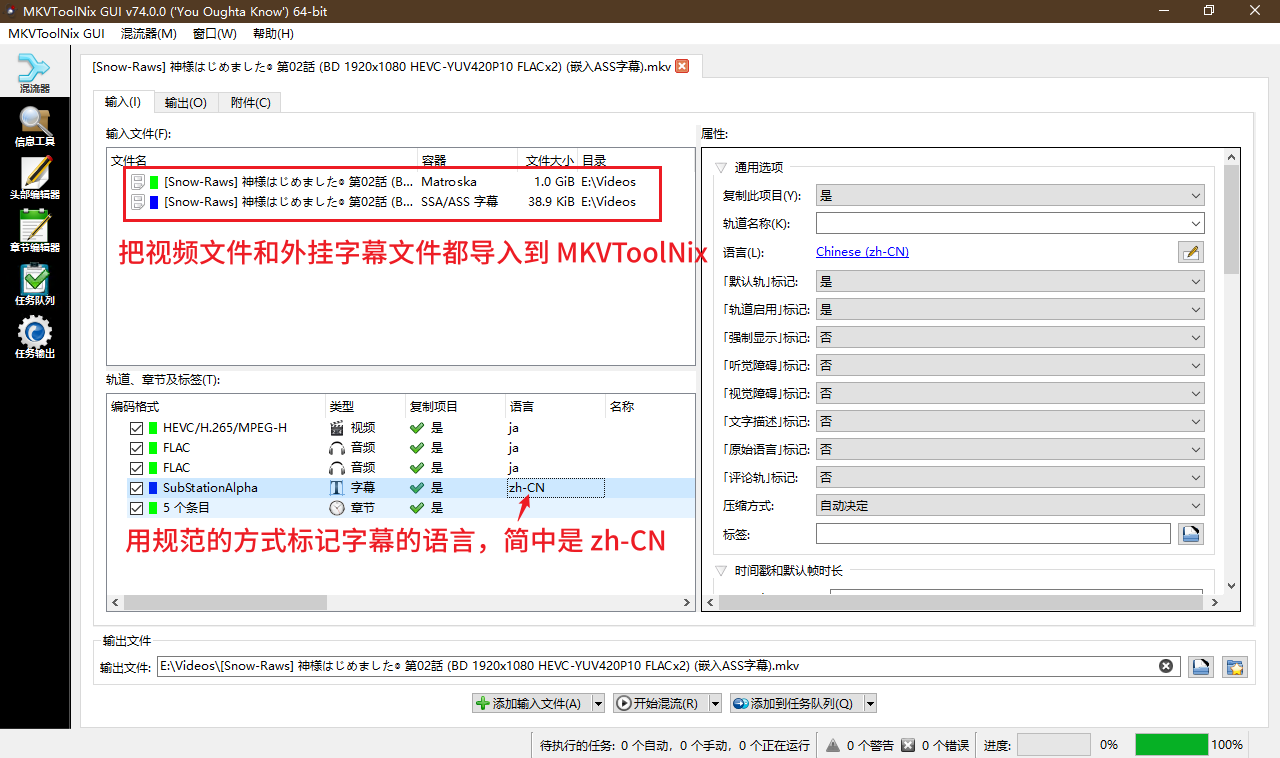 MKVToolNix GUI v74.0.0 ('You Oughta Know') 64-bit
MKVToolNix GUI 混流器(M) 窗口(W) 帮助(H)
混流器
信息工具
头部编辑器
章节编辑器
任务队列
任务输出
[Snow-Raws] 神様はじめました◎ 第02話 (BD 1920x1080 HEVC-YUV420P10 FLACx2) (嵌入ASS字幕).mkv
输入(I) 输出(O) 附件(C)
输入文件(F):
文件名 容器 文件大小 目录
[Snow-Raws] 神様はじめました◎ 第02話 (B... Matroska 1.0 GiB E:\Videos
[Snow-Raws] 神様はじめました◎ 第02話 (B... SSA/ASS 字幕 38.9 KiB E:\Videos
把视频文件和外挂字幕文件都导入到 MKVToolNix
轨道、章节及标签(T):
编码格式 类型 复制项目 语言 名称
HEVC/H.265/MPEG-H 视频 是 ja
FLAC 音频 是 ja
FLAC 音频 是 ja
SubStationAlpha 字幕 是 zh-CN
5 个条目 章节 是
用规范的方式标记字幕的语言，简中是 zh-CN
属性:
通用选项
复制此项目(Y): 是
轨道名称(K):
语言(L): Chinese (zh-CN)
「默认轨」标记: 是
「轨道启用」标记: 是
「强制显示」标记: 否
「听觉障碍」标记: 否
「视觉障碍」标记: 否
「文字描述」标记: 否
「原始语言」标记: 否
「评论轨」标记: 否
压缩方式: 自动决定
标签:
时间戳和默认帧时长
输出文件
输出文件: E:\Videos\[Snow-Raws] 神様はじめました◎ 第02話 (BD 1920x1080 HEVC-YUV420P10 FLACx2) (嵌入ASS字幕).mkv
添加输入文件(A) 开始混流(R) 添加到任务队列(Q)
待执行的任务: 0 个自动，0 个手动，0 个正在运行 0 个警告 0 个错误 进度: 0% 100%